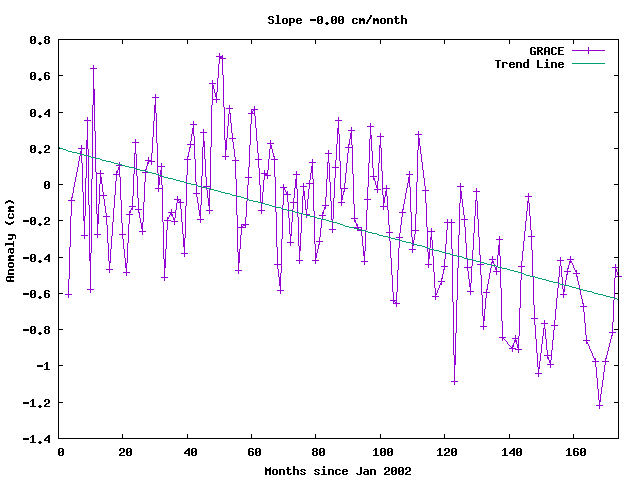 Slope -0.00 cm/month
GRACE
Trend Line
0.8
0.6
0.4
0.2
0
-0.2
-0.4
-0.6
-0.8
-1
-1.2
-1.4
Anomaly (cm)
0 20 40 60 80 100 120 140 160
Months since Jan 2002